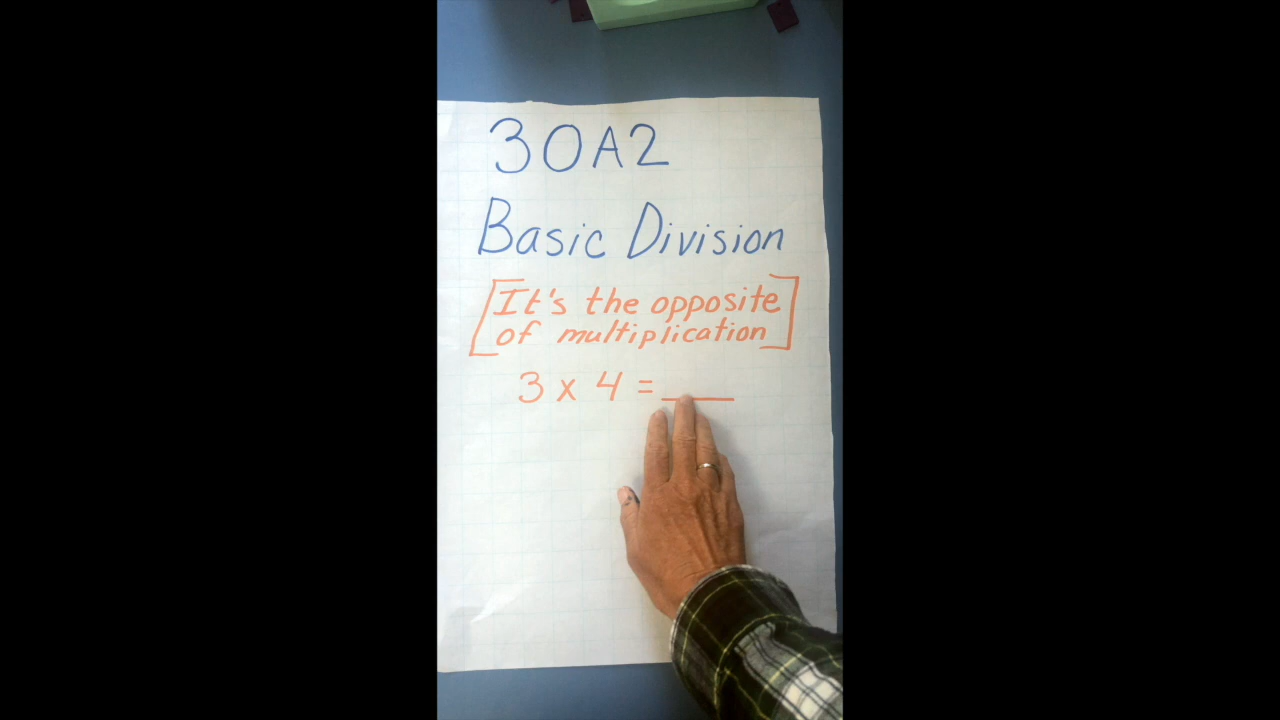 3OA2
Basic Division
[It's the opposite
of multiplication]
3 x 4 = ___